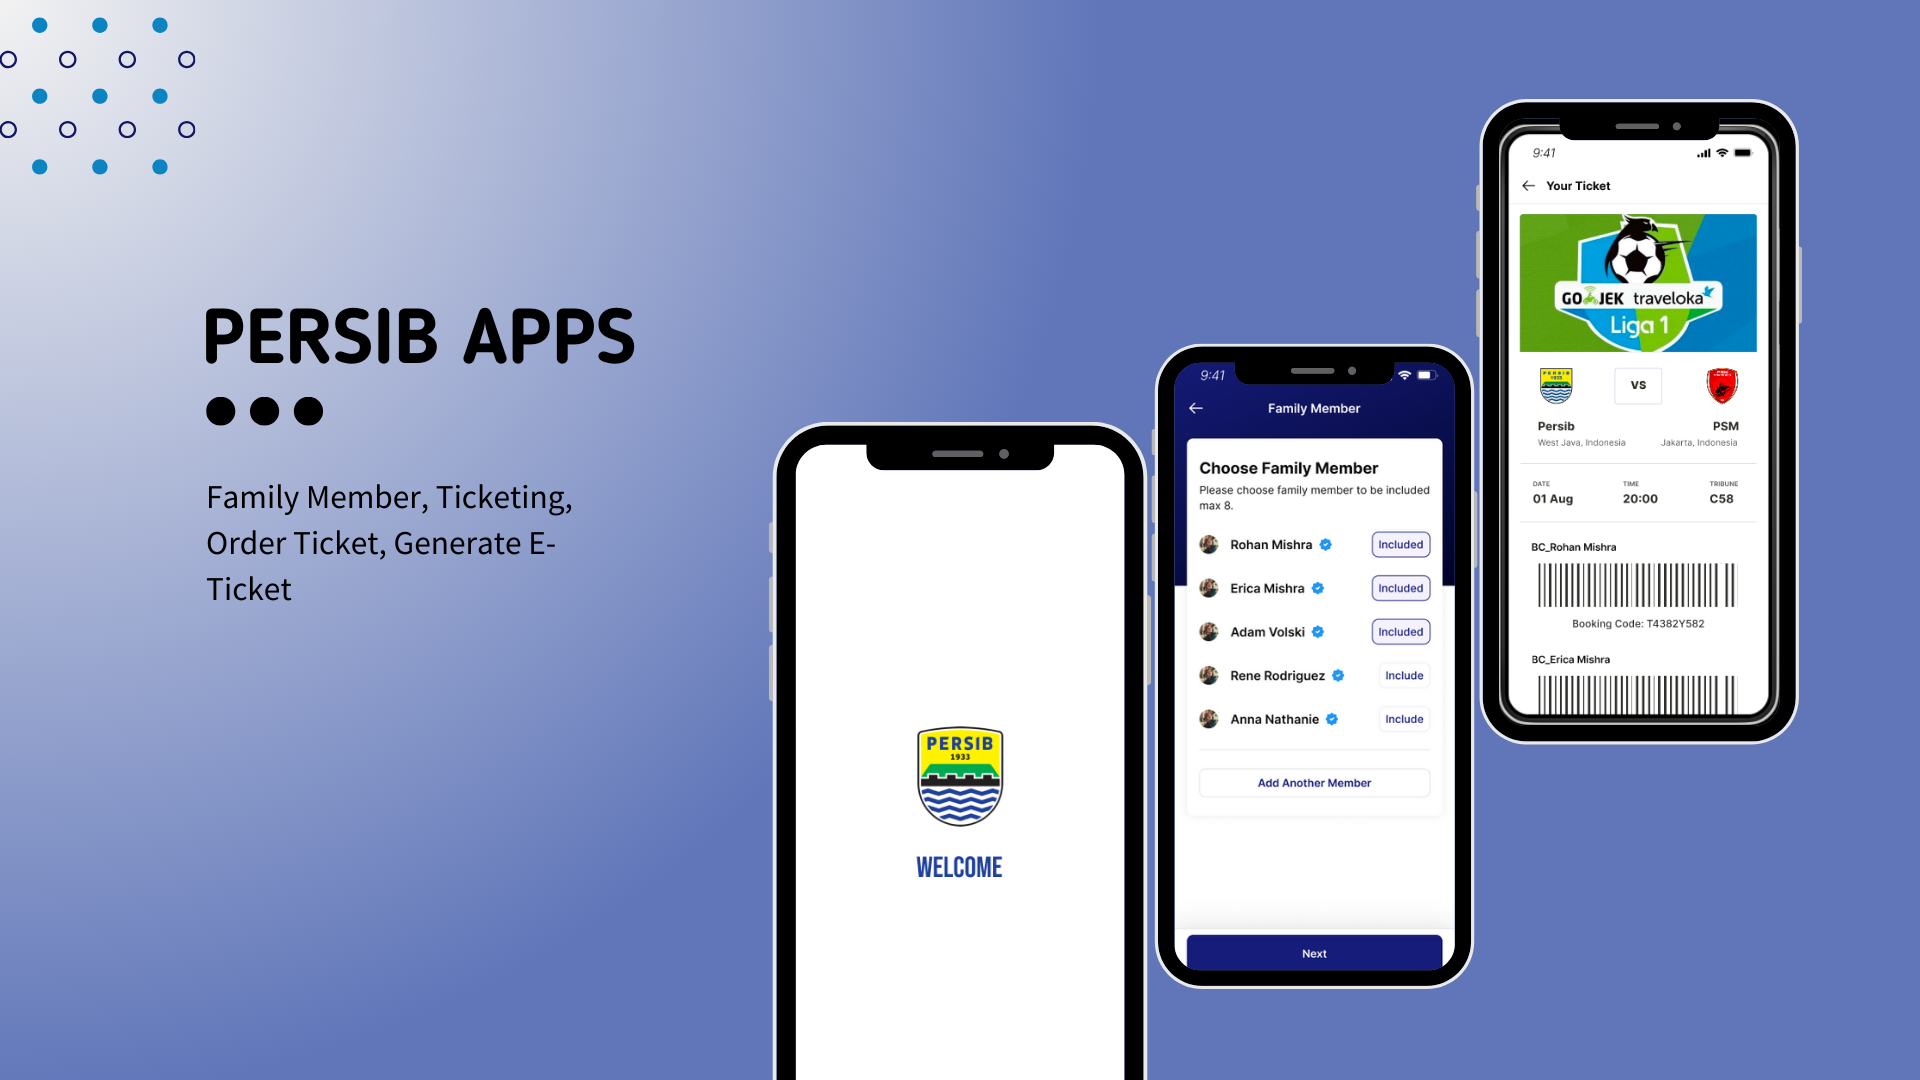 PERSIB APPS
Family Member, Ticketing,
Order Ticket, Generate E-
Ticket
PERSIB
1933
WELCOME
9:41
Family Member
Choose Family Member
Please choose family member to be included
max 8.
Rohan Mishra Included
Erica Mishra Included
Adam Volski Included
Rene Rodriguez Include
Anna Nathanie Include
Add Another Member
Next
9:41
Your Ticket
GO JEK traveloka
Liga 1
PERSIB
1933
VS
Persib PSM
West Java, Indonesia Jakarta, Indonesia
DATE TIME TRIBUNE
01 Aug 20:00 C58
BC_Rohan Mishra
Booking Code: T4382Y582
BC_Erica Mishra